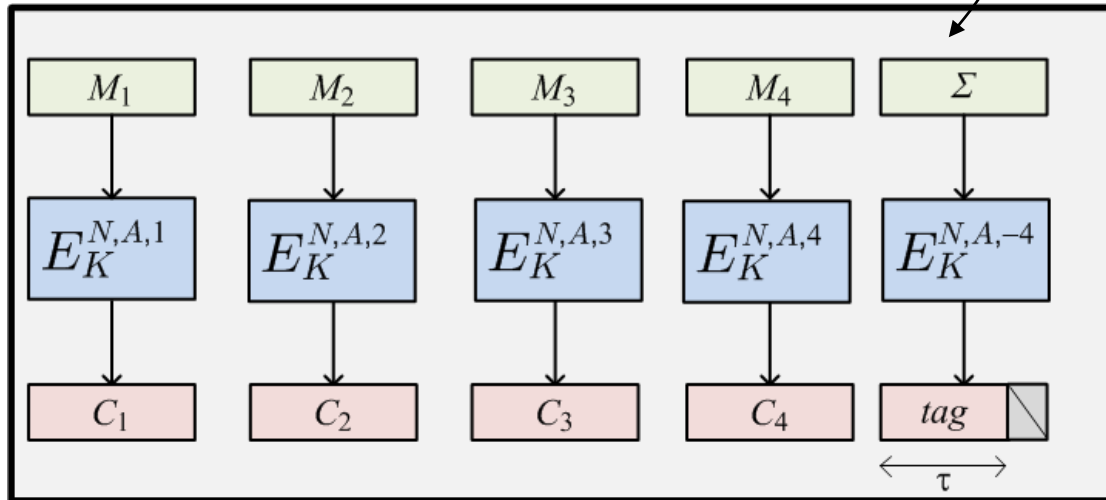 M₁ M₂ M₃ M₄ Σ
E_K^{N,A,1} E_K^{N,A,2} E_K^{N,A,3} E_K^{N,A,4} E_K^{N,A,−4}
C₁ C₂ C₃ C₄ tag
τ